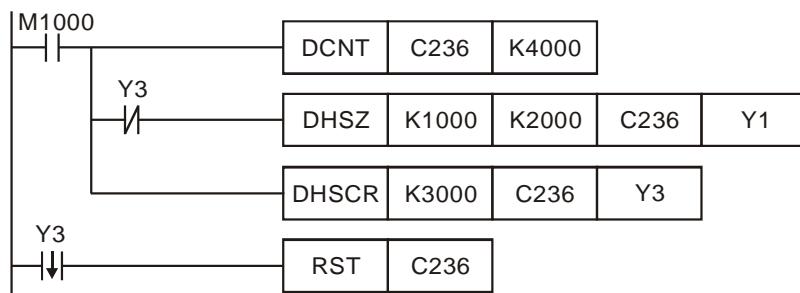 M1000
DCNT C236 K4000
Y3
DHSZ K1000 K2000 C236 Y1
DHSCR K3000 C236 Y3
Y3
RST C236